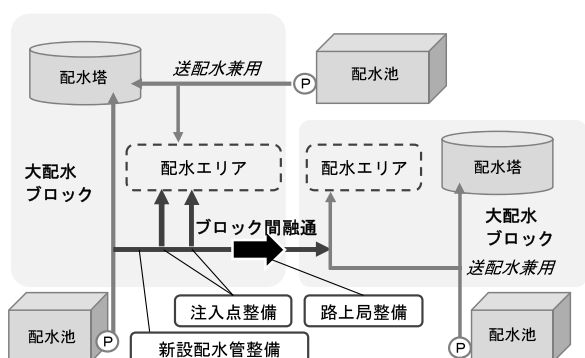 送配水兼用
配水塔
P
配水池
大配水
ブロック
配水エリア
配水エリア
配水塔
ブロック間融通
大配水
ブロック
送配水兼用
注入点整備
路上局整備
配水池
P
新設配水管整備
P
配水池